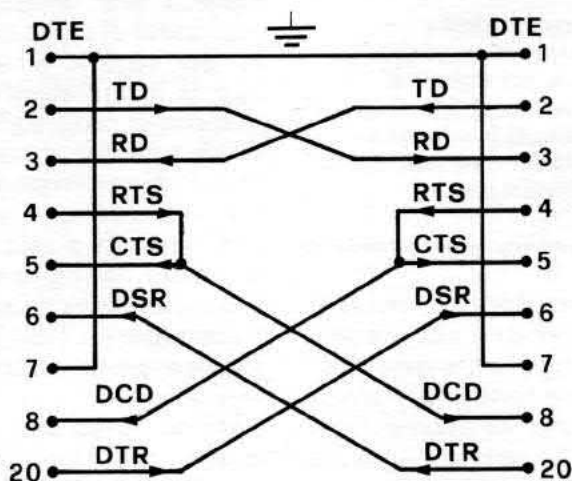 DTE DTE
1 1
2 TD TD 2
3 RD RD 3
4 RTS RTS 4
5 CTS CTS 5
6 DSR DSR 6
7 7
8 DCD DCD 8
20 DTR DTR 20